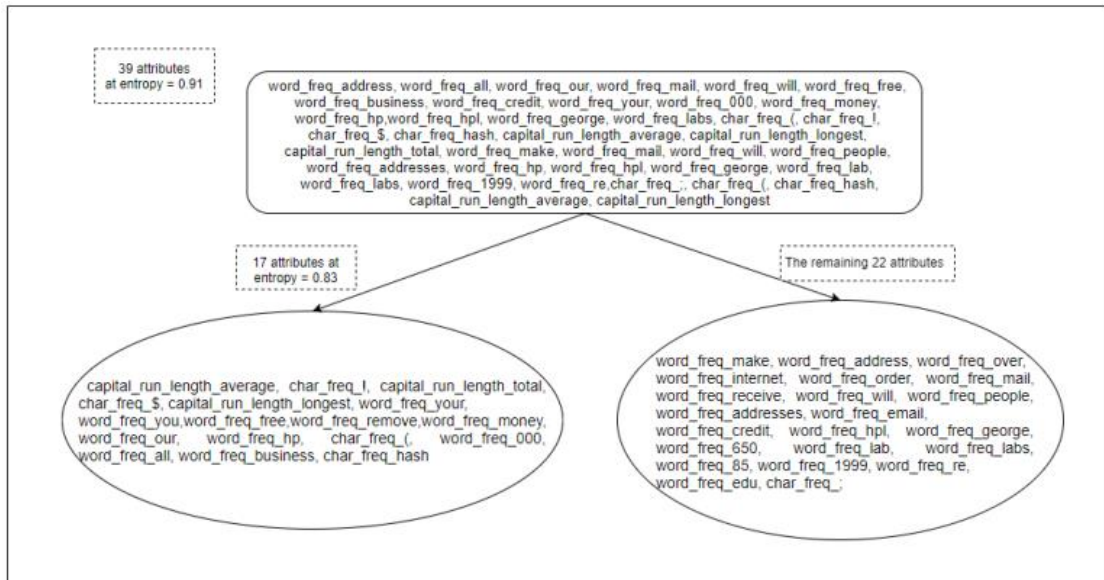 39 attributes
at entropy = 0.91
word_freq_address, word_freq_all, word_freq_our, word_freq_mail, word_freq_will, word_freq_free,
word_freq_business, word_freq_credit, word_freq_your, word_freq_000, word_freq_money,
word_freq_hp,word_freq_hpl, word_freq_george, word_freq_labs, char_freq_(, char_freq_!,
char_freq_$, char_freq_hash, capital_run_length_average, capital_run_length_longest,
capital_run_length_total, word_freq_make, word_freq_mail, word_freq_will, word_freq_people,
word_freq_addresses, word_freq_hp, word_freq_hpl, word_freq_george, word_freq_lab,
word_freq_labs, word_freq_1999, word_freq_re,char_freq_;, char_freq_(, char_freq_hash,
capital_run_length_average, capital_run_length_longest
17 attributes at
entropy = 0.83
The remaining 22 attributes
capital_run_length_average, char_freq_!, capital_run_length_total,
char_freq_$, capital_run_length_longest, word_freq_your,
word_freq_you,word_freq_free,word_freq_remove,word_freq_money,
word_freq_our, word_freq_hp, char_freq_(, word_freq_000,
word_freq_all, word_freq_business, char_freq_hash
word_freq_make, word_freq_address, word_freq_over,
word_freq_internet, word_freq_order, word_freq_mail,
word_freq_receive, word_freq_will, word_freq_people,
word_freq_addresses, word_freq_email,
word_freq_credit, word_freq_hpl, word_freq_george,
word_freq_650, word_freq_lab, word_freq_labs,
word_freq_85, word_freq_1999, word_freq_re,
word_freq_edu, char_freq_;